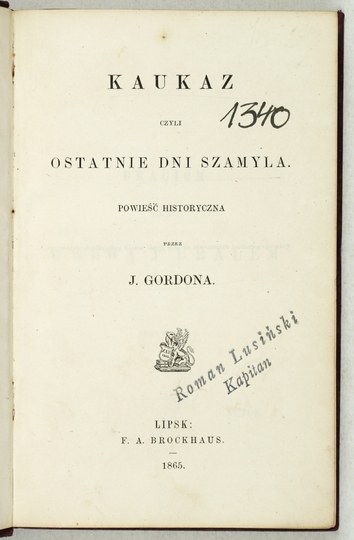 KAUKAZ
1340
CZYLI
OSTATNIE DNI SZAMYLA.
POWIEŚĆ HISTORYCZNA
PRZEZ
J. GORDONA.
Roman Lusiński
Kapitan
LIPSK:
F. A. BROCKHAUS.
1865.